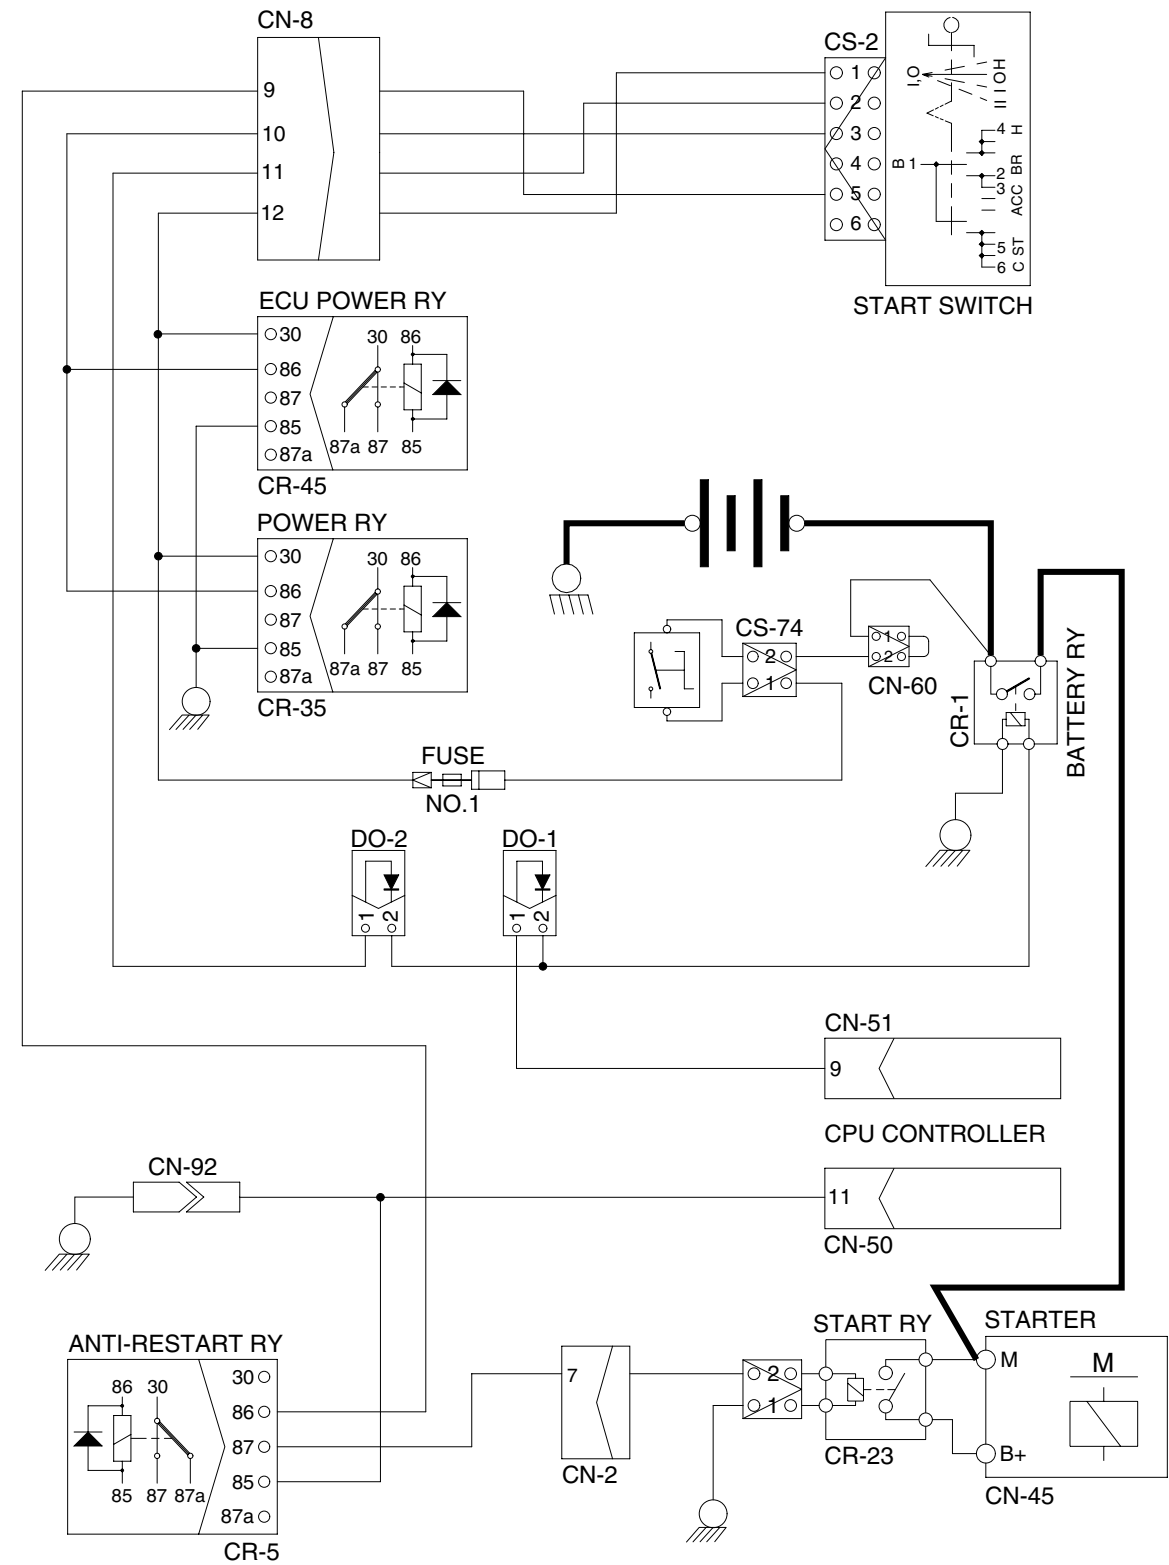 CN-8
9
10
11
12
CS-2
1
2
3
4
5
6
I,O
H
O
I
II
B 1
4 H
2 BR
3 ACC
5 ST
6 C
START SWITCH
ECU POWER RY
30
86
87
85
87a
30 86
87a 87 85
CR-45
POWER RY
30
86
87
85
87a
30 86
87a 87 85
CR-35
CS-74
2
1
1
2
CN-60
CR-1
BATTERY RY
FUSE
NO.1
DO-2
1 2
DO-1
1 2
CN-51
9
CPU CONTROLLER
11
CN-50
CN-92
ANTI-RESTART RY
86 30
85 87 87a
30
86
87
85
87a
CR-5
7
CN-2
2
1
START RY
CR-23
STARTER
M
M
B+
CN-45